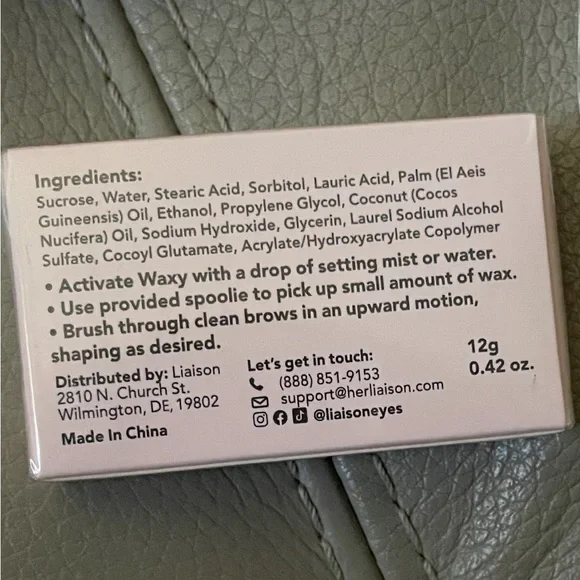 Ingredients:
Sucrose, Water, Stearic Acid, Sorbitol, Lauric Acid, Palm (El Aeis
Guineensis) Oil, Ethanol, Propylene Glycol, Coconut (Cocos
Nucifera) Oil, Sodium Hydroxide, Glycerin, Laurel Sodium Alcohol
Sulfate, Cocoyl Glutamate, Acrylate/Hydroxyacrylate Copolymer
• Activate Waxy with a drop of setting mist or water.
• Use provided spoolie to pick up small amount of wax.
• Brush through clean brows in an upward motion,
shaping as desired.
Distributed by: Liaison
2810 N. Church St.
Wilmington, DE, 19802
Made In China
Let's get in touch:
(888) 851-9153
support@herliaison.com
@liaisoneyes
12g
0.42 oz.